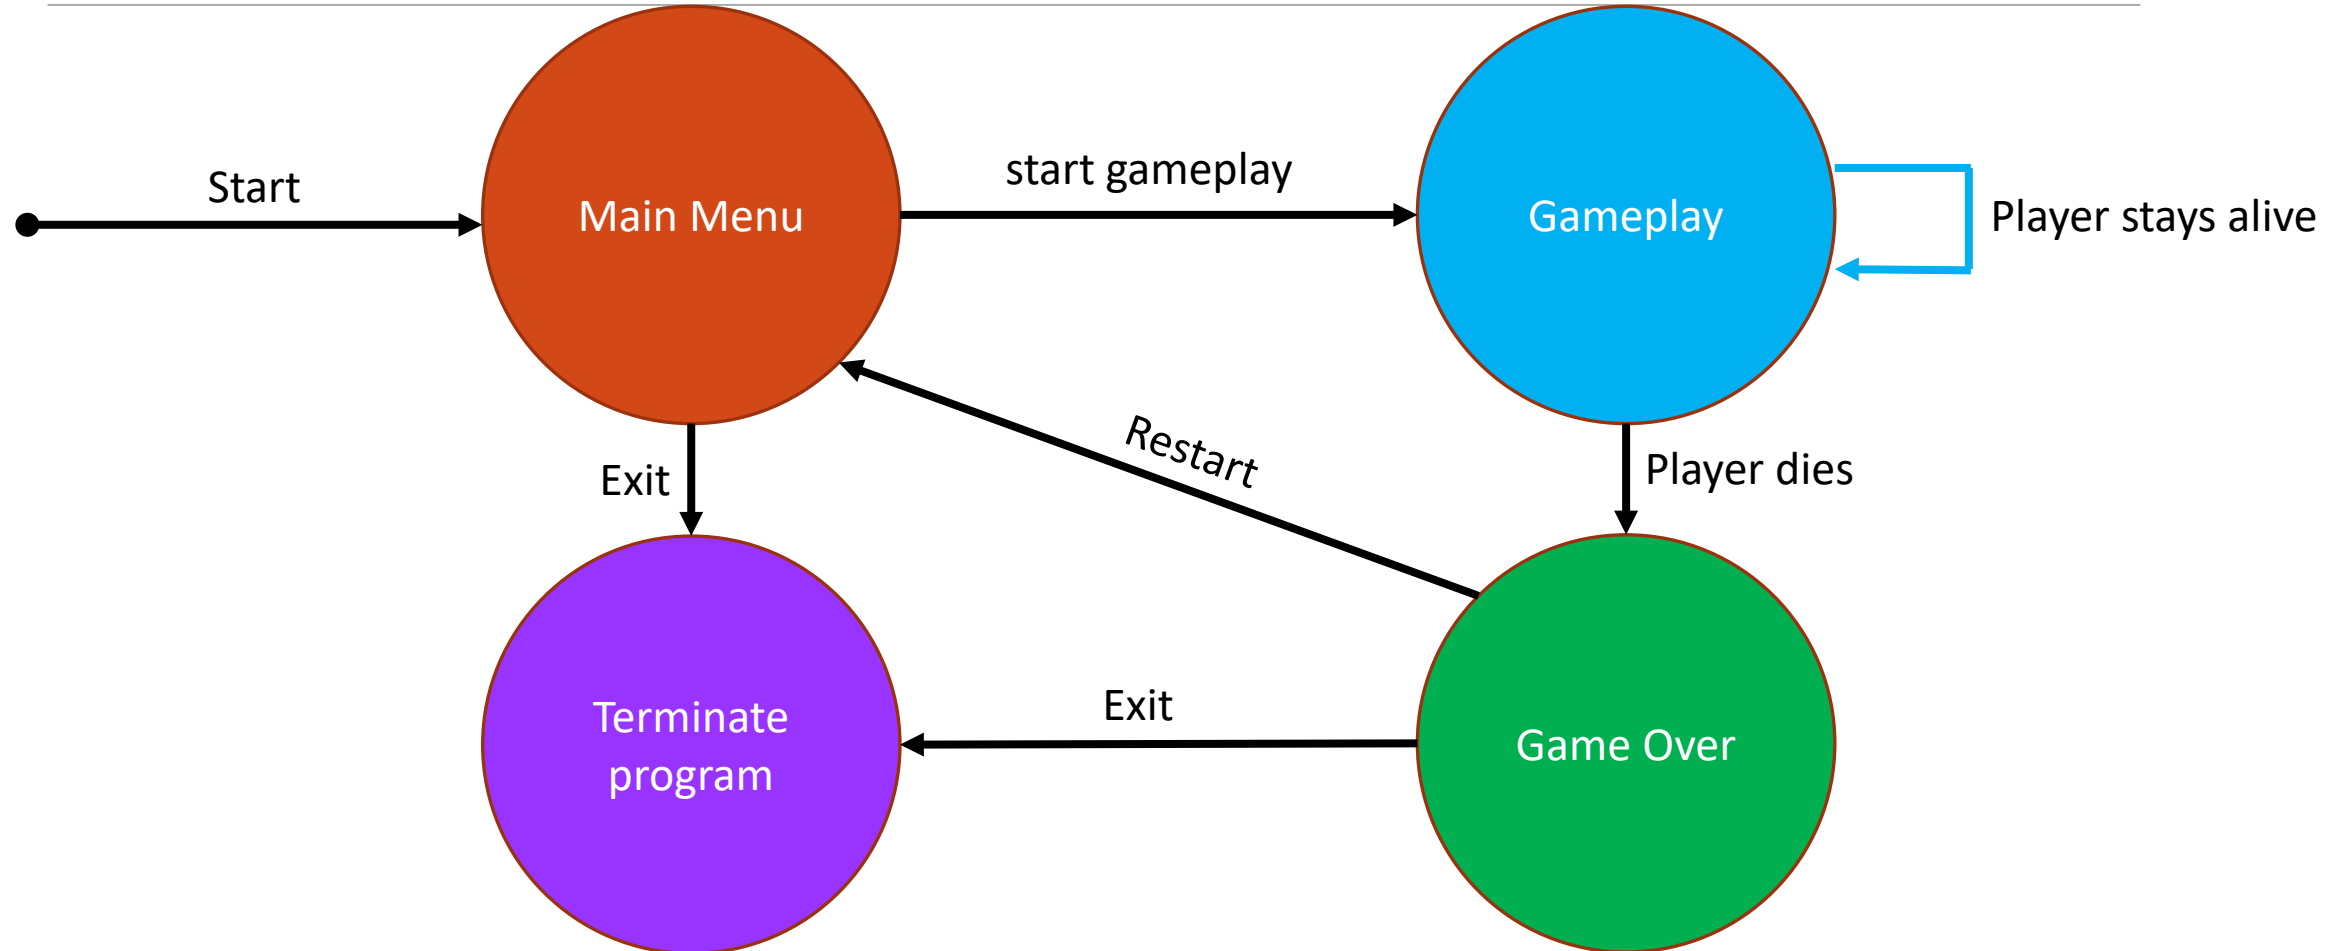 Start
Main Menu
start gameplay
Gameplay
Player stays alive
Exit
Restart
Player dies
Terminate
program
Exit
Game Over